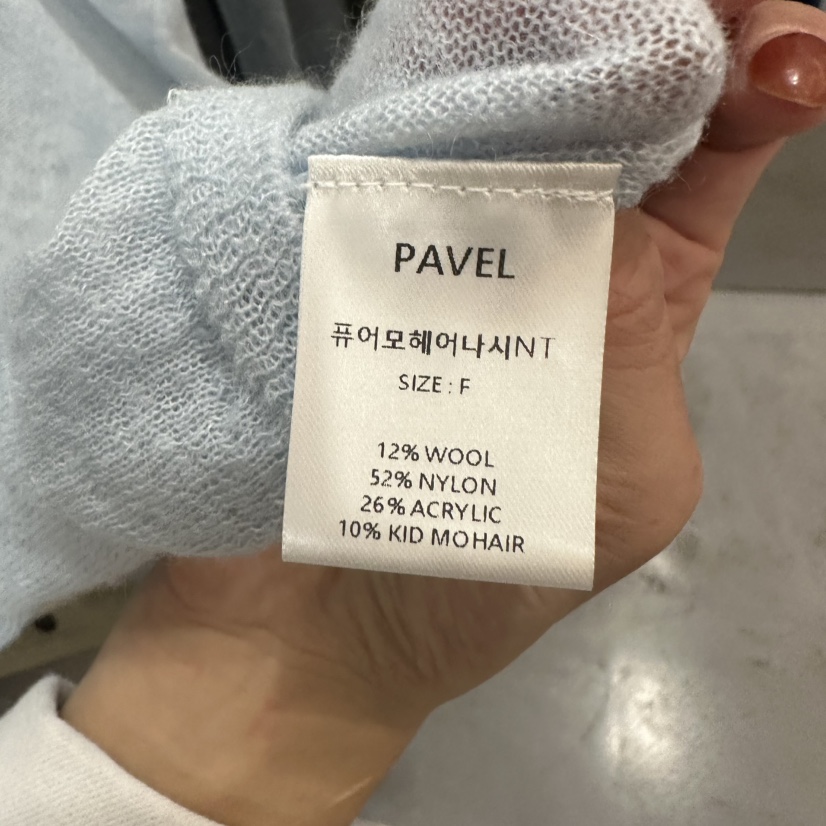 PAVEL
퓨어모헤어나시NT
SIZE : F
12% WOOL
52% NYLON
26% ACRYLIC
10% KID MOHAIR